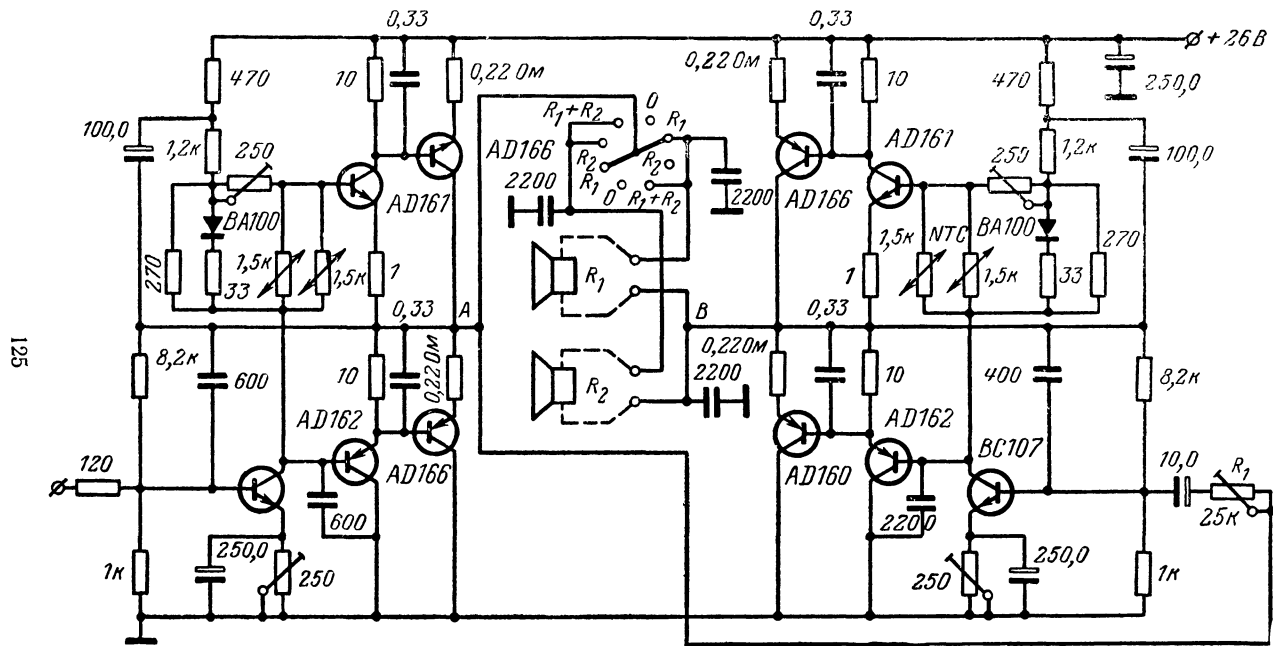 0,33
0,33
+ 26В
470
10
0,22 Ом
0,22 Ом
10
470
250,0
100,0
1,2к
250
R1+R2
0
R1
AD166
R2
R2
R1
0
R1+R2
AD161
1,2к
100,0
250
AD161
2200
2200
AD166
ВА100
270
33
1,5к
1,5к
1
R1
1,5к
NTC
ВА100
1
1,5к
33
270
0,33
A
B
0,33
125
8,2к
600
10
0,22 Ом
R2
2200
0,22 Ом
10
400
8,2к
AD162
AD162
BC107
120
AD166
AD160
10,0
R1
25к
600
2200
250,0
1к
250
250
250,0
1к